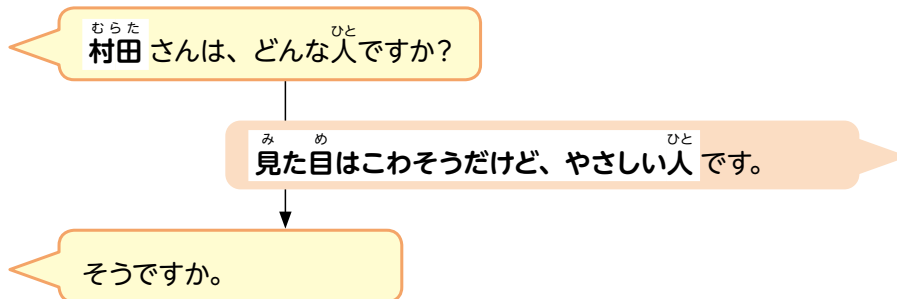 むらた ひと
村田さんは、どんな人ですか？
み め ひと
見た目はこわそうだけど、やさしい人です。
そうですか。